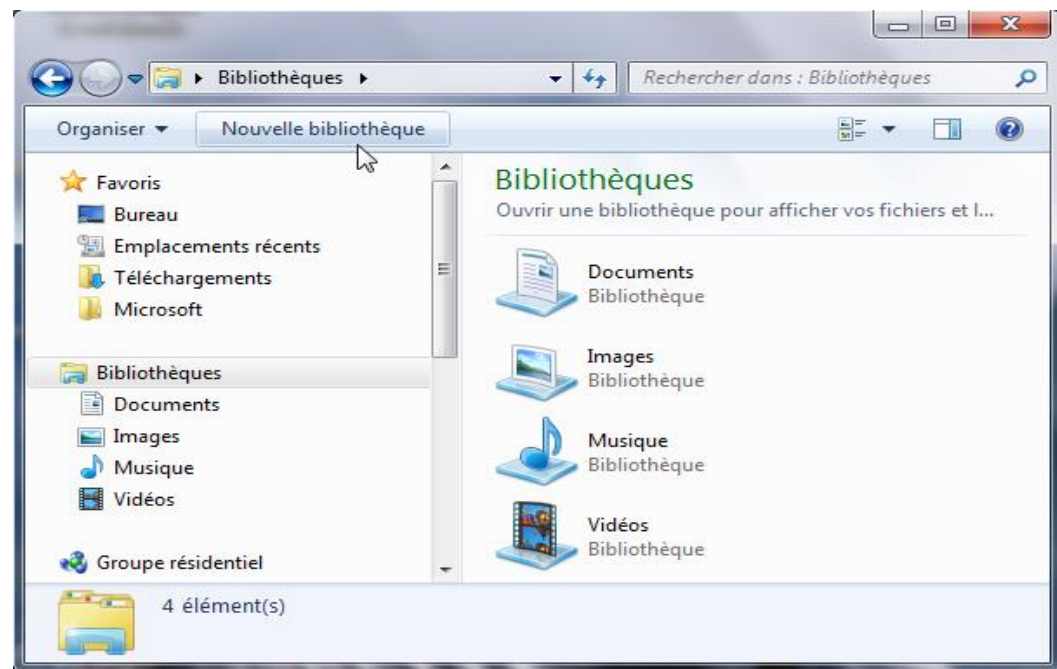 Bibliothèques
Rechercher dans : Bibliothèques
Organiser
Nouvelle bibliothèque
Favoris
Bureau
Emplacements récents
Téléchargements
Microsoft
Bibliothèques
Documents
Images
Musique
Vidéos
Groupe résidentiel
Bibliothèques
Ouvrir une bibliothèque pour afficher vos fichiers et l...
Documents
Bibliothèque
Images
Bibliothèque
Musique
Bibliothèque
Vidéos
Bibliothèque
4 élément(s)